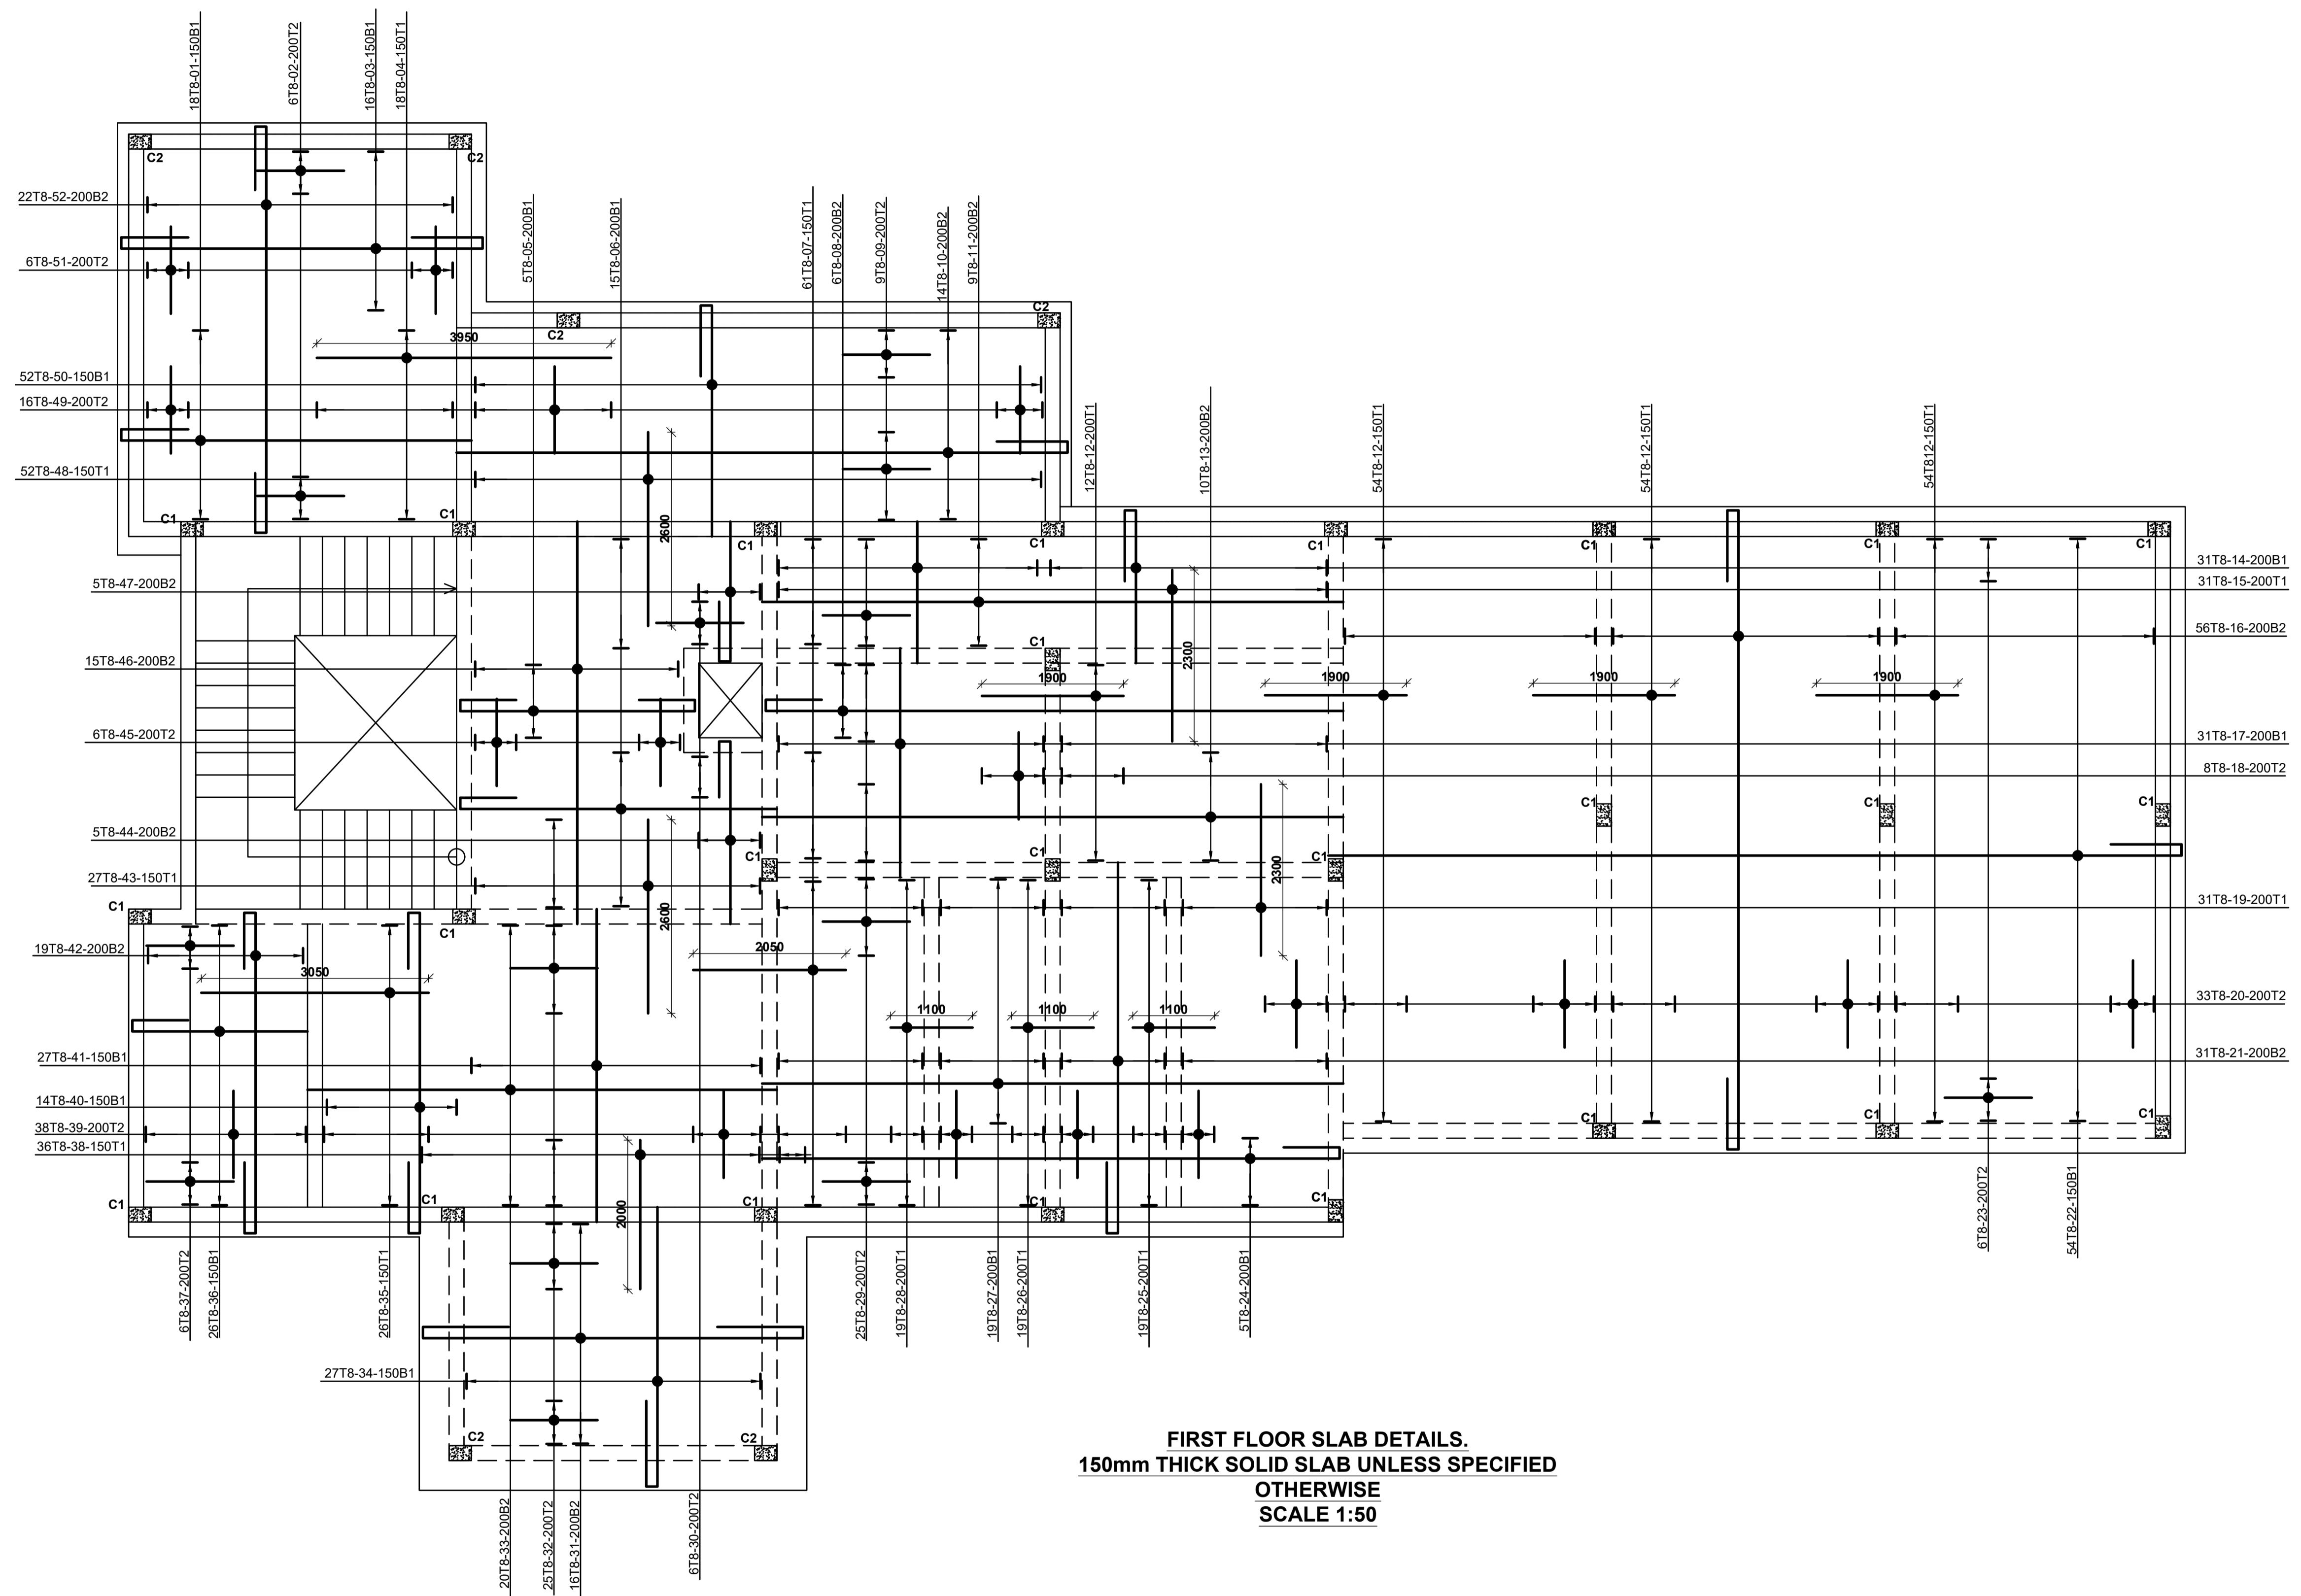 18T8-01-150B1
6T8-02-200T2
16T8-03-150B1
18T8-04-150T1
C2
C2
22T8-52-200B2
6T8-51-200T2
5T8-05-200B1
15T8-06-200B1
61T8-07-150T1
6T8-08-200B2
9T8-09-200T2
14T8-10-200B2
9T8-11-200B2
C2
C2
3950
52T8-50-150B1
16T8-49-200T2
52T8-48-150T1
12T8-12-200T1
10T8-13-200B2
54T8-12-150T1
54T8-12-150T1
54T812-150T1
2600
C1
C1
C1
C1
C1
C1
C1
C1
31T8-14-200B1
5T8-47-200B2
31T8-15-200T1
56T8-16-200B2
C1
2300
15T8-46-200B2
1900
1900
1900
1900
6T8-45-200T2
31T8-17-200B1
8T8-18-200T2
C1
C1
C1
5T8-44-200B2
C1
C1
C1
2300
27T8-43-150T1
2600
31T8-19-200T1
C1
C1
19T8-42-200B2
3050
2050
33T8-20-200T2
1100
1100
1100
27T8-41-150B1
31T8-21-200B2
14T8-40-150B1
C1
C1
C1
38T8-39-200T2
36T8-38-150T1
C1
C1
C1
C1
C1
2000
6T8-37-200T2
26T8-36-150B1
26T8-35-150T1
25T8-29-200T2
19T8-28-200T1
19T8-27-200B1
19T8-26-200T1
19T8-25-200T1
5T8-24-200B1
6T8-23-200T2
54T8-22-150B1
27T8-34-150B1
C2
C2
20T8-33-200B2
25T8-32-200T2
16T8-31-200B2
6T8-30-200T2
FIRST FLOOR SLAB DETAILS.
150mm THICK SOLID SLAB UNLESS SPECIFIED
OTHERWISE
SCALE 1:50